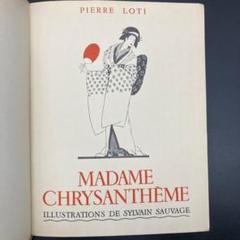 PIERRE LOTI
MADAME
CHRYSANTHÈME
ILLUSTRATIONS DE SYLVAIN SAUVAGE